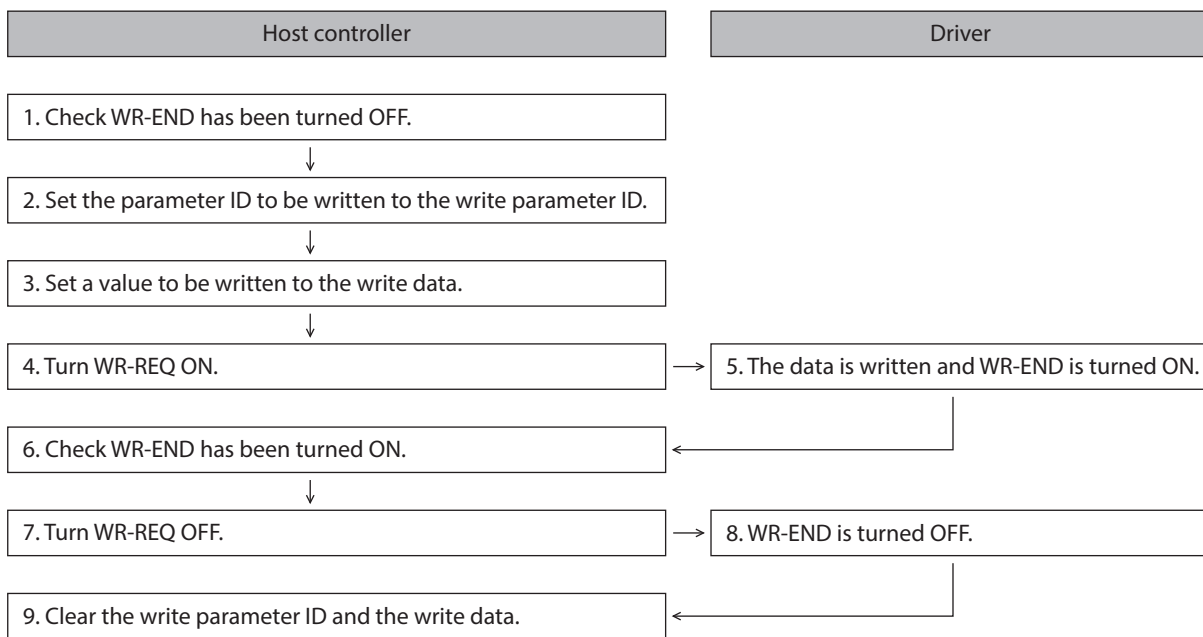 Host controller
Driver
1. Check WR-END has been turned OFF.
2. Set the parameter ID to be written to the write parameter ID.
3. Set a value to be written to the write data.
4. Turn WR-REQ ON.
5. The data is written and WR-END is turned ON.
6. Check WR-END has been turned ON.
7. Turn WR-REQ OFF.
8. WR-END is turned OFF.
9. Clear the write parameter ID and the write data.